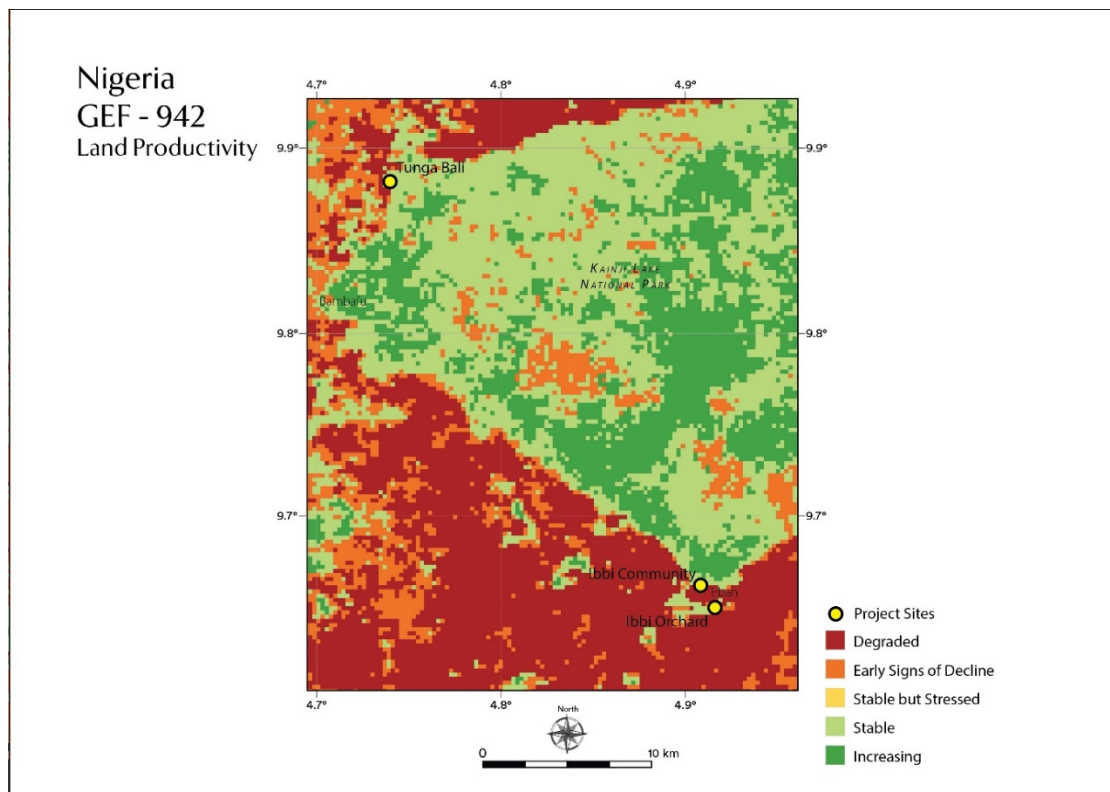 Nigeria
GEF - 942
Land Productivity
4.7°
4.8°
4.9°
9.9°
9.9°
Tunga Bali
KAINJI LAKE
NATIONAL PARK
Bambafu
9.8°
9.8°
9.7°
9.7°
Ibbi Community
Ibbi Orchard
4.7°
4.8°
4.9°
North
0
10 km
Project Sites
Degraded
Early Signs of Decline
Stable but Stressed
Stable
Increasing